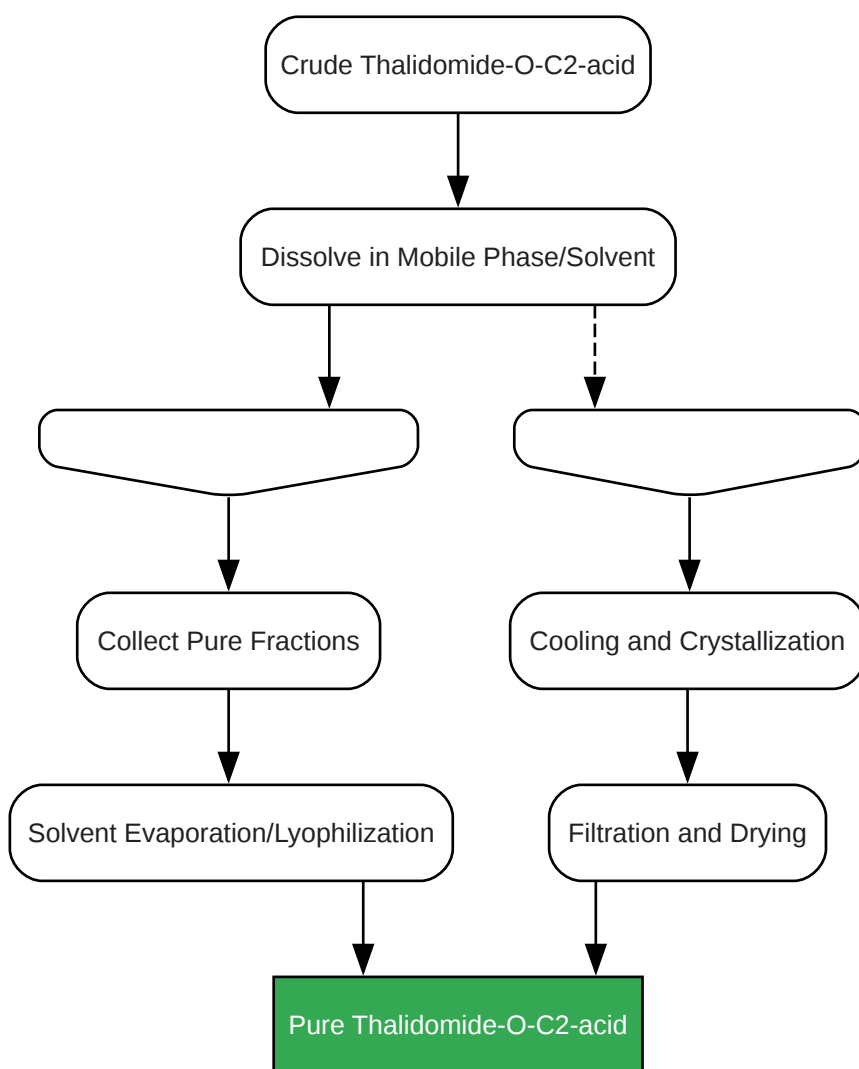 Crude Thalidomide-O-C2-acid
Dissolve in Mobile Phase/Solvent
Collect Pure Fractions
Cooling and Crystallization
Solvent Evaporation/Lyophilization
Filtration and Drying
Pure Thalidomide-O-C2-acid